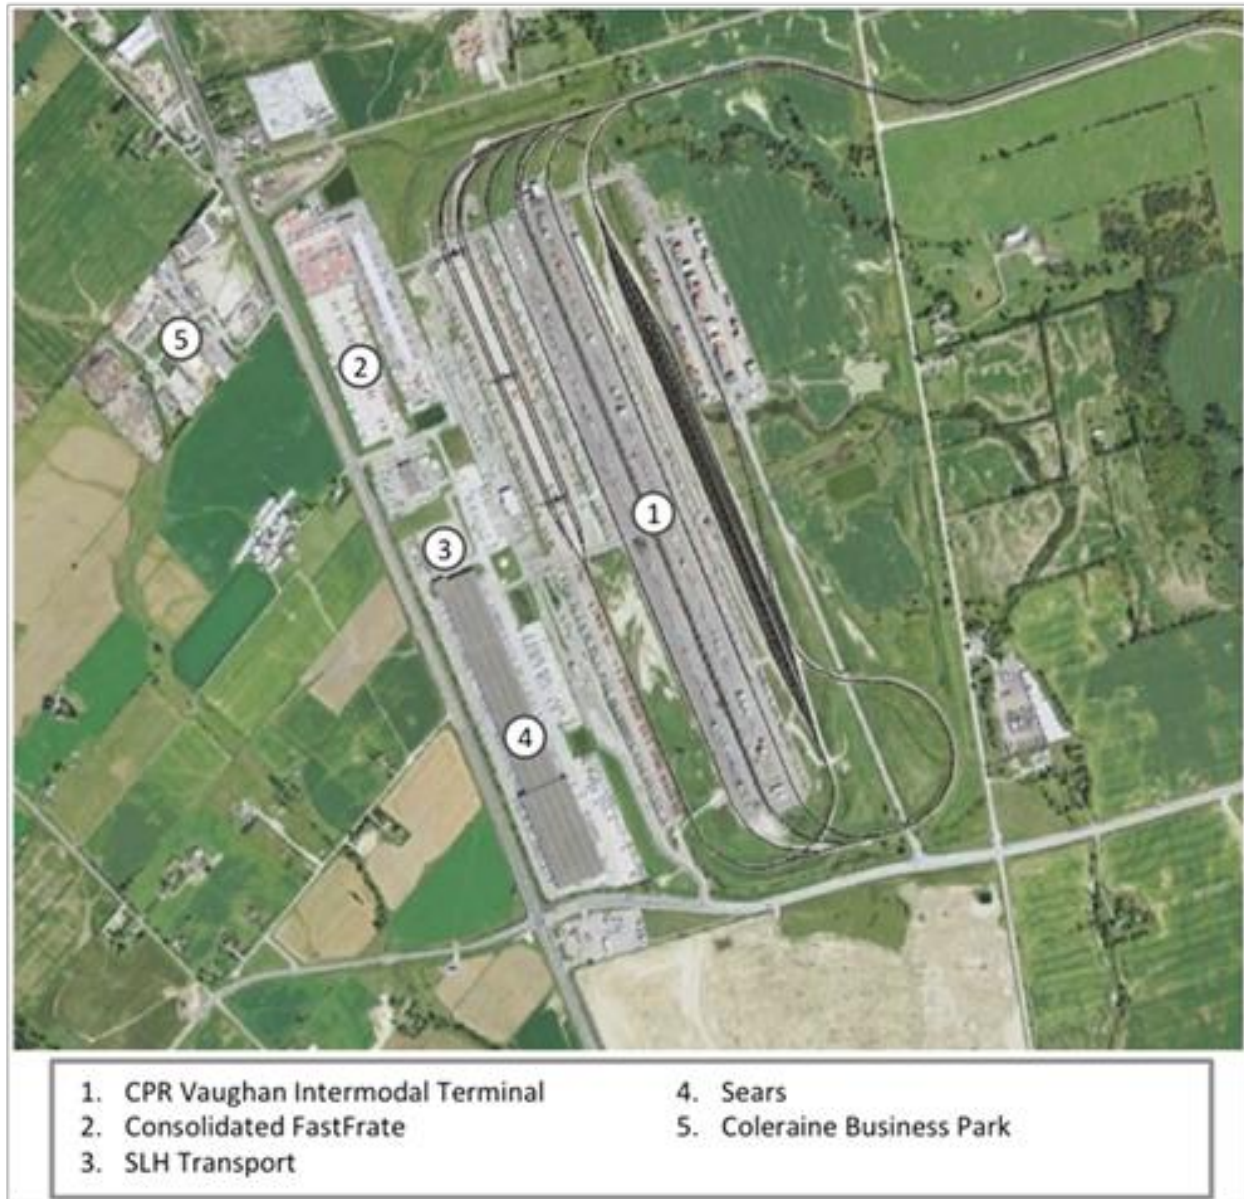 5
2
1
3
4
1. CPR Vaughan Intermodal Terminal
2. Consolidated FastFrate
3. SLH Transport
4. Sears
5. Coleraine Business Park